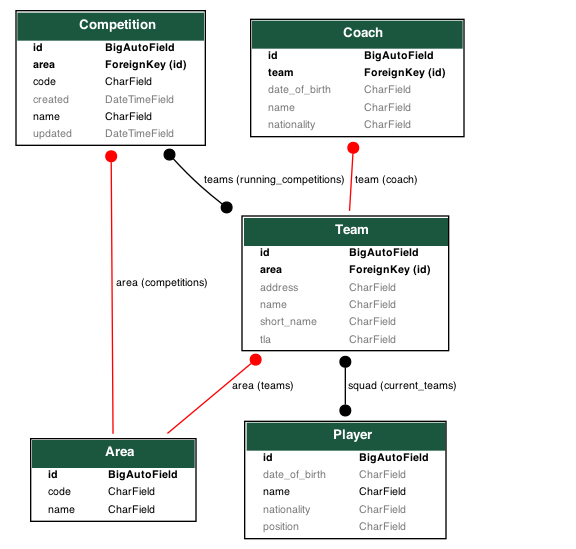 Competition
id BigAutoField
area ForeignKey (id)
code CharField
created DateTimeField
name CharField
updated DateTimeField
Coach
id BigAutoField
team ForeignKey (id)
date_of_birth CharField
name CharField
nationality CharField
teams (running_competitions)
team (coach)
Team
id BigAutoField
area ForeignKey (id)
address CharField
name CharField
short_name CharField
tla CharField
area (competitions)
area (teams)
squad (current_teams)
Area
id BigAutoField
code CharField
name CharField
Player
id BigAutoField
date_of_birth CharField
name CharField
nationality CharField
position CharField